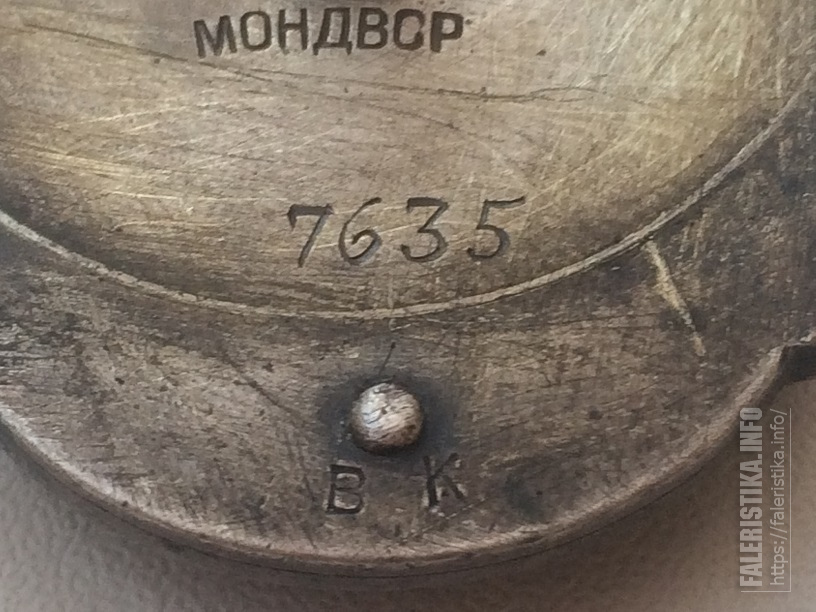 МОНДВОР
7635
В К
FALERISTIKA.INFO
https://faleristika.info/